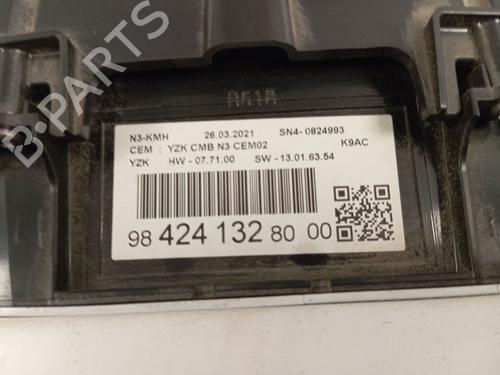 B-PARTS
N3-KMH 26.03.2021 SN4-0824993
CEM : YZK CMB N3 CEM02 K9AC
YZK HW - 07.71.00 SW - 13.01.63.54
98 424 132 80 00